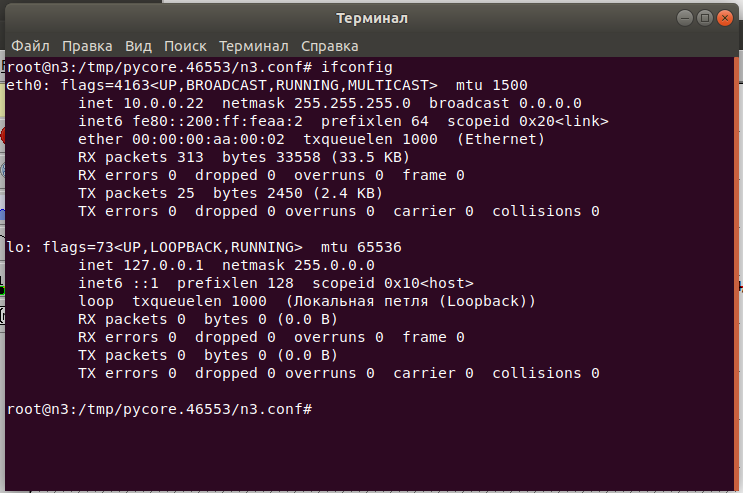 Терминал
Файл Правка Вид Поиск Терминал Справка
root@n3:/tmp/pycore.46553/n3.conf# ifconfig
eth0: flags=4163<UP,BROADCAST,RUNNING,MULTICAST>  mtu 1500
        inet 10.0.0.22  netmask 255.255.255.0  broadcast 0.0.0.0
        inet6 fe80::200:ff:feaa:2  prefixlen 64  scopeid 0x20<link>
        ether 00:00:00:aa:00:02  txqueuelen 1000  (Ethernet)
        RX packets 313  bytes 33558 (33.5 KB)
        RX errors 0  dropped 0  overruns 0  frame 0
        TX packets 25  bytes 2450 (2.4 KB)
        TX errors 0  dropped 0 overruns 0  carrier 0  collisions 0
lo: flags=73<UP,LOOPBACK,RUNNING>  mtu 65536
        inet 127.0.0.1  netmask 255.0.0.0
        inet6 ::1  prefixlen 128  scopeid 0x10<host>
        loop  txqueuelen 1000  (Локальная петля (Loopback))
        RX packets 0  bytes 0 (0.0 B)
        RX errors 0  dropped 0  overruns 0  frame 0
        TX packets 0  bytes 0 (0.0 B)
        TX errors 0  dropped 0 overruns 0  carrier 0  collisions 0
root@n3:/tmp/pycore.46553/n3.conf#